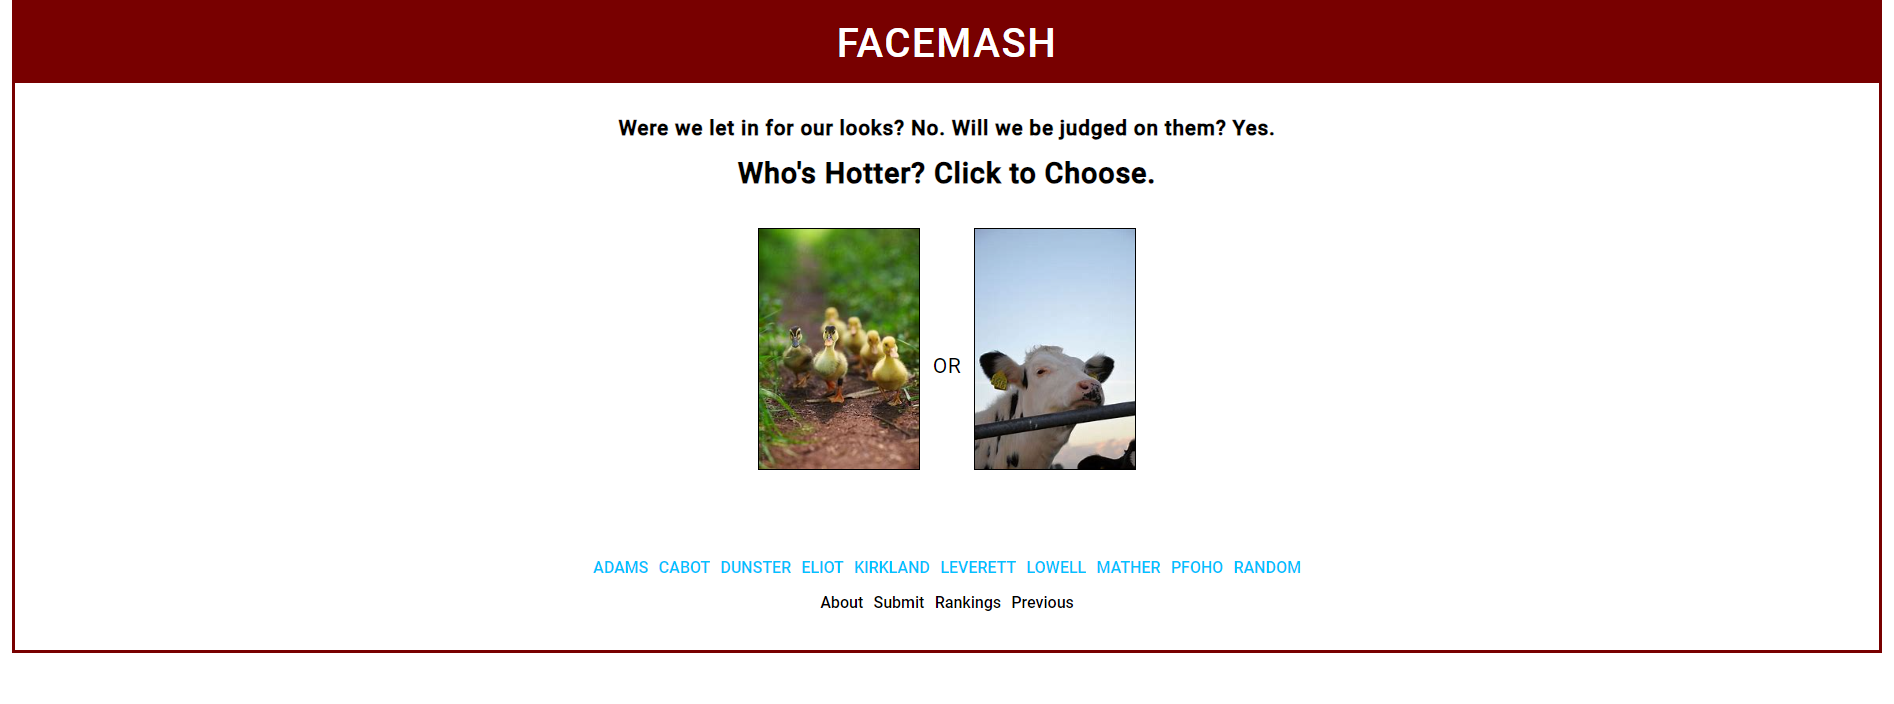 FACEMASH
Were we let in for our looks? No. Will we be judged on them? Yes.
Who's Hotter? Click to Choose.
OR
ADAMS CABOT DUNSTER ELIOT KIRKLAND LEVERETT LOWELL MATHER PFOHO RANDOM
About Submit Rankings Previous